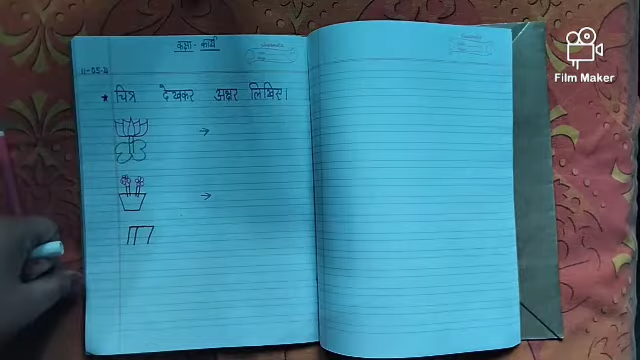 कक्षा - कार्य
* चित्र देखकर अक्षर लिखिए।
Film Maker